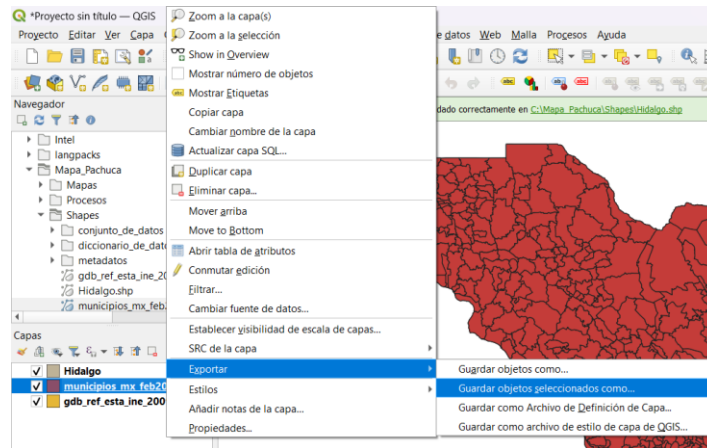 *Proyecto sin título — QGIS
Proyecto Editar Ver Capa
e datos Web Malla Procesos Ayuda
Navegador
Intel
langpacks
Mapa_Pachuca
Mapas
Procesos
Shapes
conjunto_de_datos
diccionario_de_dato
metadatos
gdb_ref_esta_ine_20
Hidalgo.shp
municipios_mx_feb2
Capas
Hidalgo
municipios_mx_feb20
gdb_ref_esta_ine_200
Zoom a la capa(s)
Zoom a la selección
Show in Overview
Mostrar número de objetos
Mostrar Etiquetas
Copiar capa
Cambiar nombre de la capa
Actualizar capa SQL...
Duplicar capa
Eliminar capa...
Mover arriba
Move to Bottom
Abrir tabla de atributos
Conmutar edición
Filtrar...
Cambiar fuente de datos...
Establecer visibilidad de escala de capas...
SRC de la capa
Exportar
Estilos
Añadir notas de la capa...
Propiedades...
dado correctamente en C:\Mapa_Pachuca\Shapes\Hidalgo.shp
Guardar objetos como...
Guardar objetos seleccionados como...
Guardar como Archivo de Definición de Capa...
Guardar como archivo de estilo de capa de QGIS...